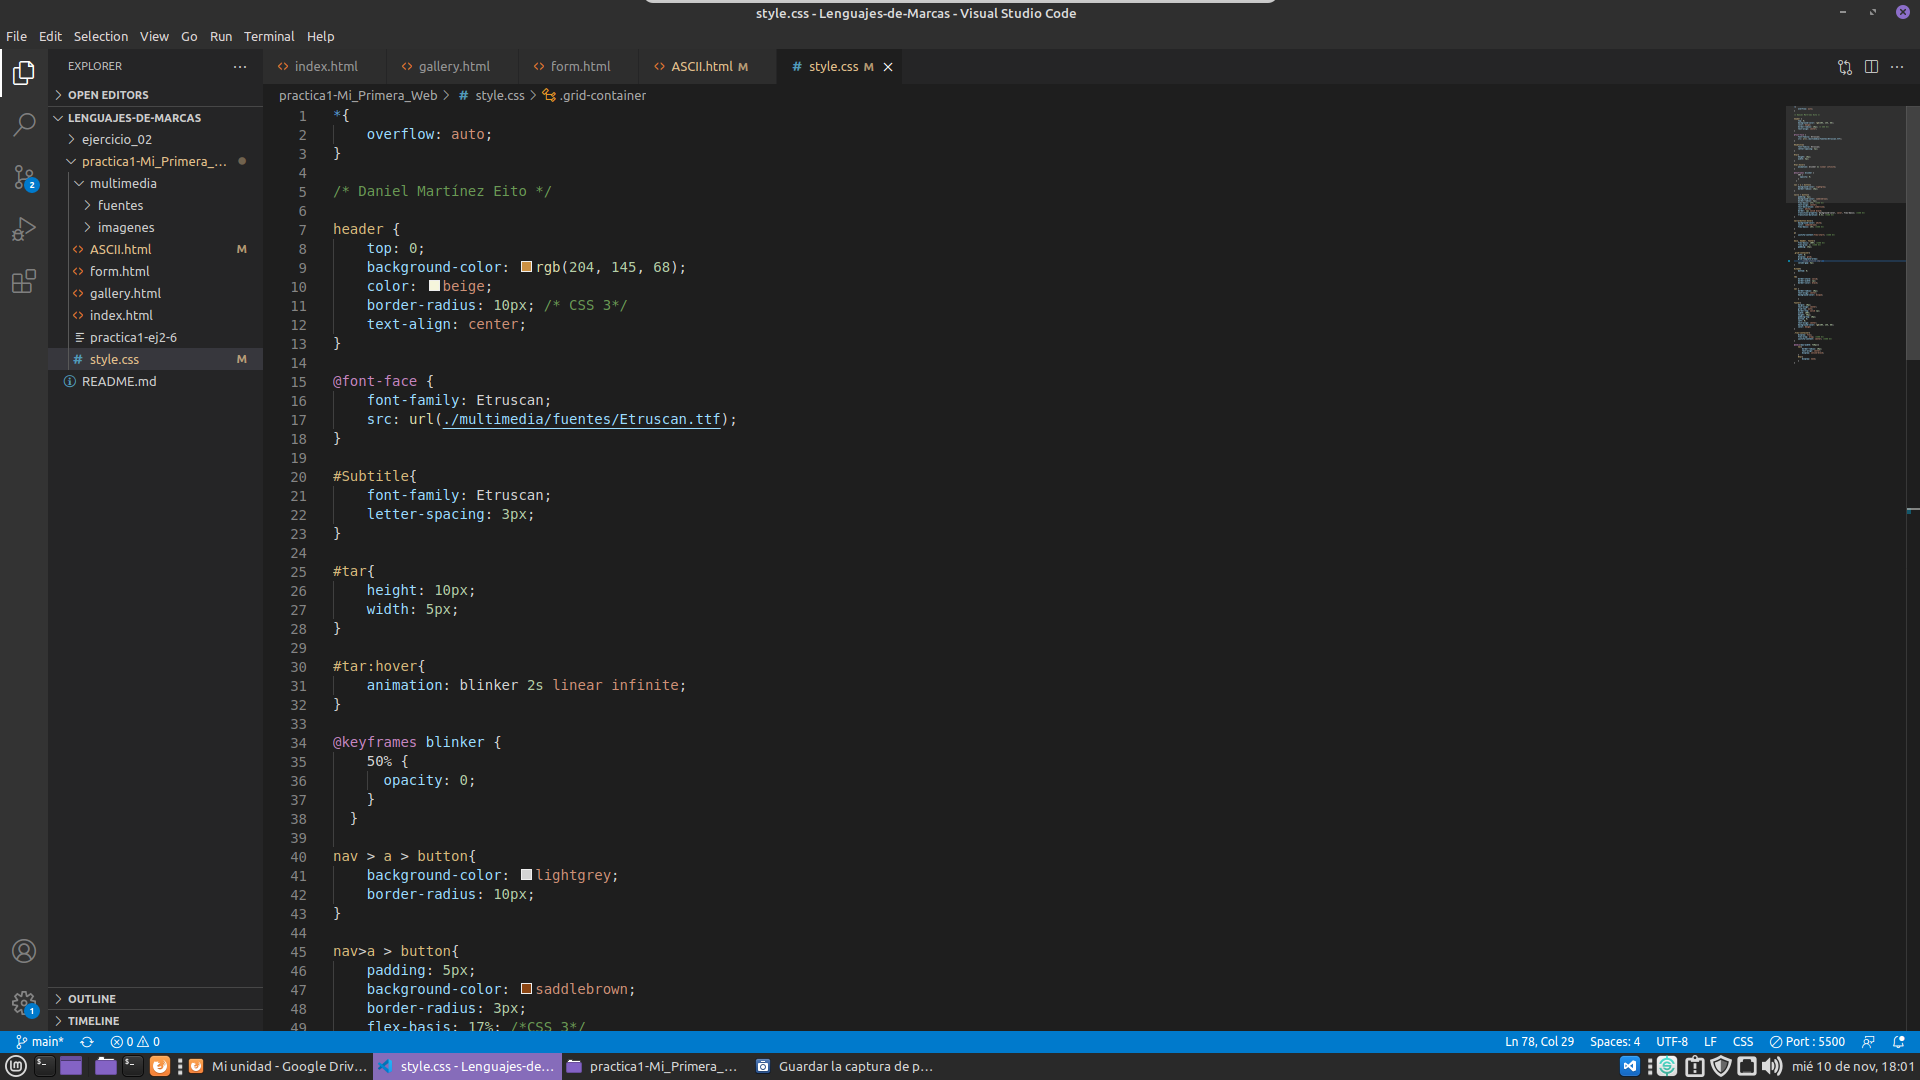 style.css - Lenguajes-de-Marcas - Visual Studio Code
File Edit Selection View Go Run Terminal Help
EXPLORER
index.html
gallery.html
form.html
ASCII.html M
style.css M
OPEN EDITORS
practica1-Mi_Primera_Web > # style.css > .grid-container
LENGUAJES-DE-MARCAS
ejercicio_02
practica1-Mi_Primera_...
multimedia
fuentes
imagenes
ASCII.html M
form.html
gallery.html
index.html
practica1-ej2-6
# style.css M
README.md
OUTLINE
TIMELINE
1 *{
2 overflow: auto;
3 }
4
5 /* Daniel Martínez Eito */
6
7 header {
8 top: 0;
9 background-color: rgb(204, 145, 68);
10 color: beige;
11 border-radius: 10px; /* CSS 3*/
12 text-align: center;
13 }
14
15 @font-face {
16 font-family: Etruscan;
17 src: url(./multimedia/fuentes/Etruscan.ttf);
18 }
19
20 #Subtitle{
21 font-family: Etruscan;
22 letter-spacing: 3px;
23 }
24
25 #tar{
26 height: 10px;
27 width: 5px;
28 }
29
30 #tar:hover{
31 animation: blinker 2s linear infinite;
32 }
33
34 @keyframes blinker {
35 50% {
36 opacity: 0;
37 }
38 }
39
40 nav > a > button{
41 background-color: lightgrey;
42 border-radius: 10px;
43 }
44
45 nav>a > button{
46 padding: 5px;
47 background-color: saddlebrown;
48 border-radius: 3px;
49 flex-basis: 17%; /*CSS 3*/
2
1
main* 0 0
Ln 78, Col 29 Spaces: 4 UTF-8 LF CSS Port : 5500
Mi unidad - Google Driv...
style.css - Lenguajes-de...
practica1-Mi_Primera_...
Guardar la captura de p...
mié 10 de nov, 18:01